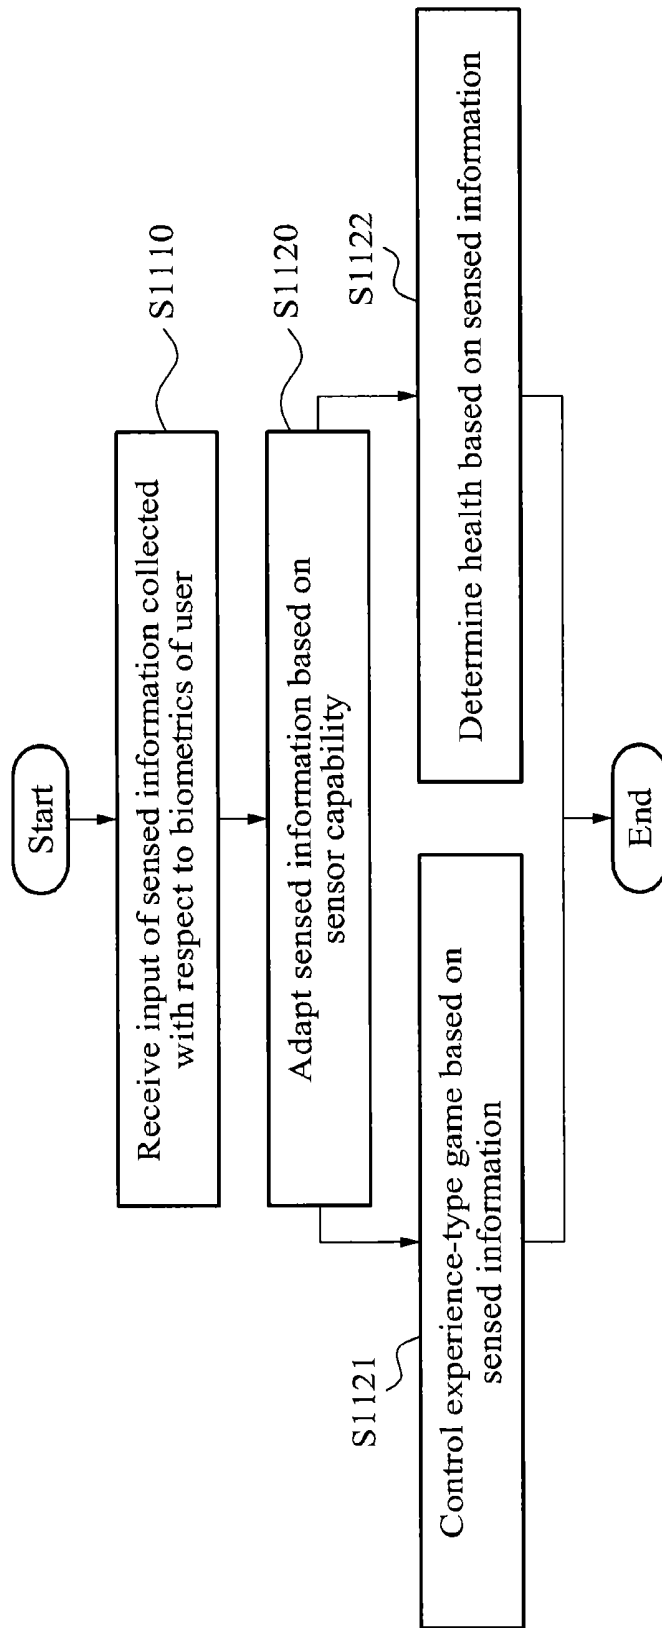 Start
Receive input of sensed information collected
with respect to biometrics of user
S1110
Adapt sensed information based on
sensor capability
S1120
S1121
Control experience-type game based on
sensed information
S1122
Determine health based on sensed information
End